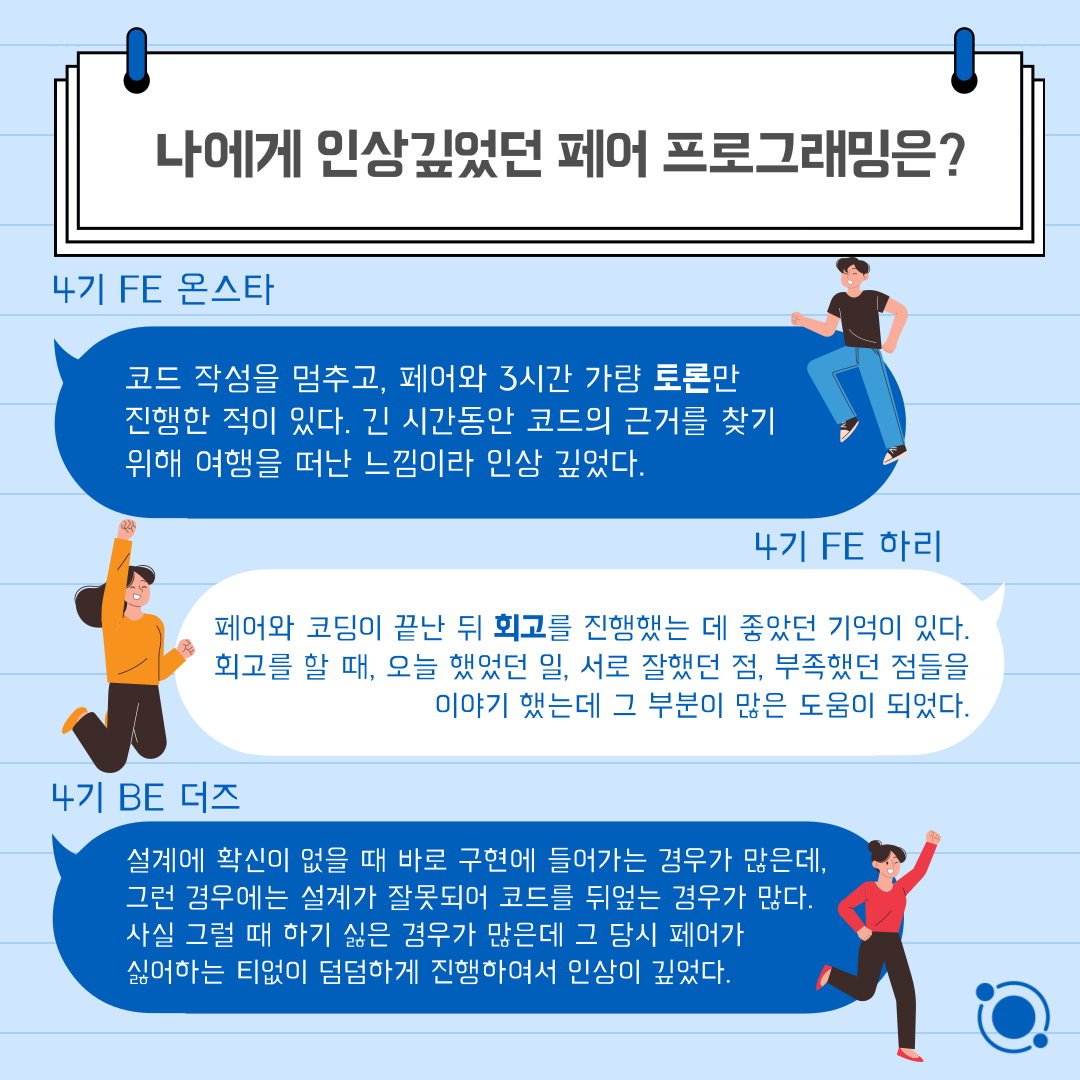 나에게 인상깊었던 페어 프로그래밍은?
4기 FE 온스타
코드 작성을 멈추고, 페어와 3시간 가량 토론만
진행한 적이 있다. 긴 시간동안 코드의 근거를 찾기
위해 여행을 떠난 느낌이라 인상 깊었다.
4기 FE 하리
페어와 코딩이 끝난 뒤 회고를 진행했는 데 좋았던 기억이 있다.
회고를 할 때, 오늘 했었던 일, 서로 잘했던 점, 부족했던 점들을
이야기 했는데 그 부분이 많은 도움이 되었다.
4기 BE 더즈
설계에 확신이 없을 때 바로 구현에 들어가는 경우가 많은데,
그런 경우에는 설계가 잘못되어 코드를 뒤엎는 경우가 많다.
사실 그럴 때 하기 싫은 경우가 많은데 그 당시 페어가
싫어하는 티없이 덤덤하게 진행하여서 인상이 깊었다.